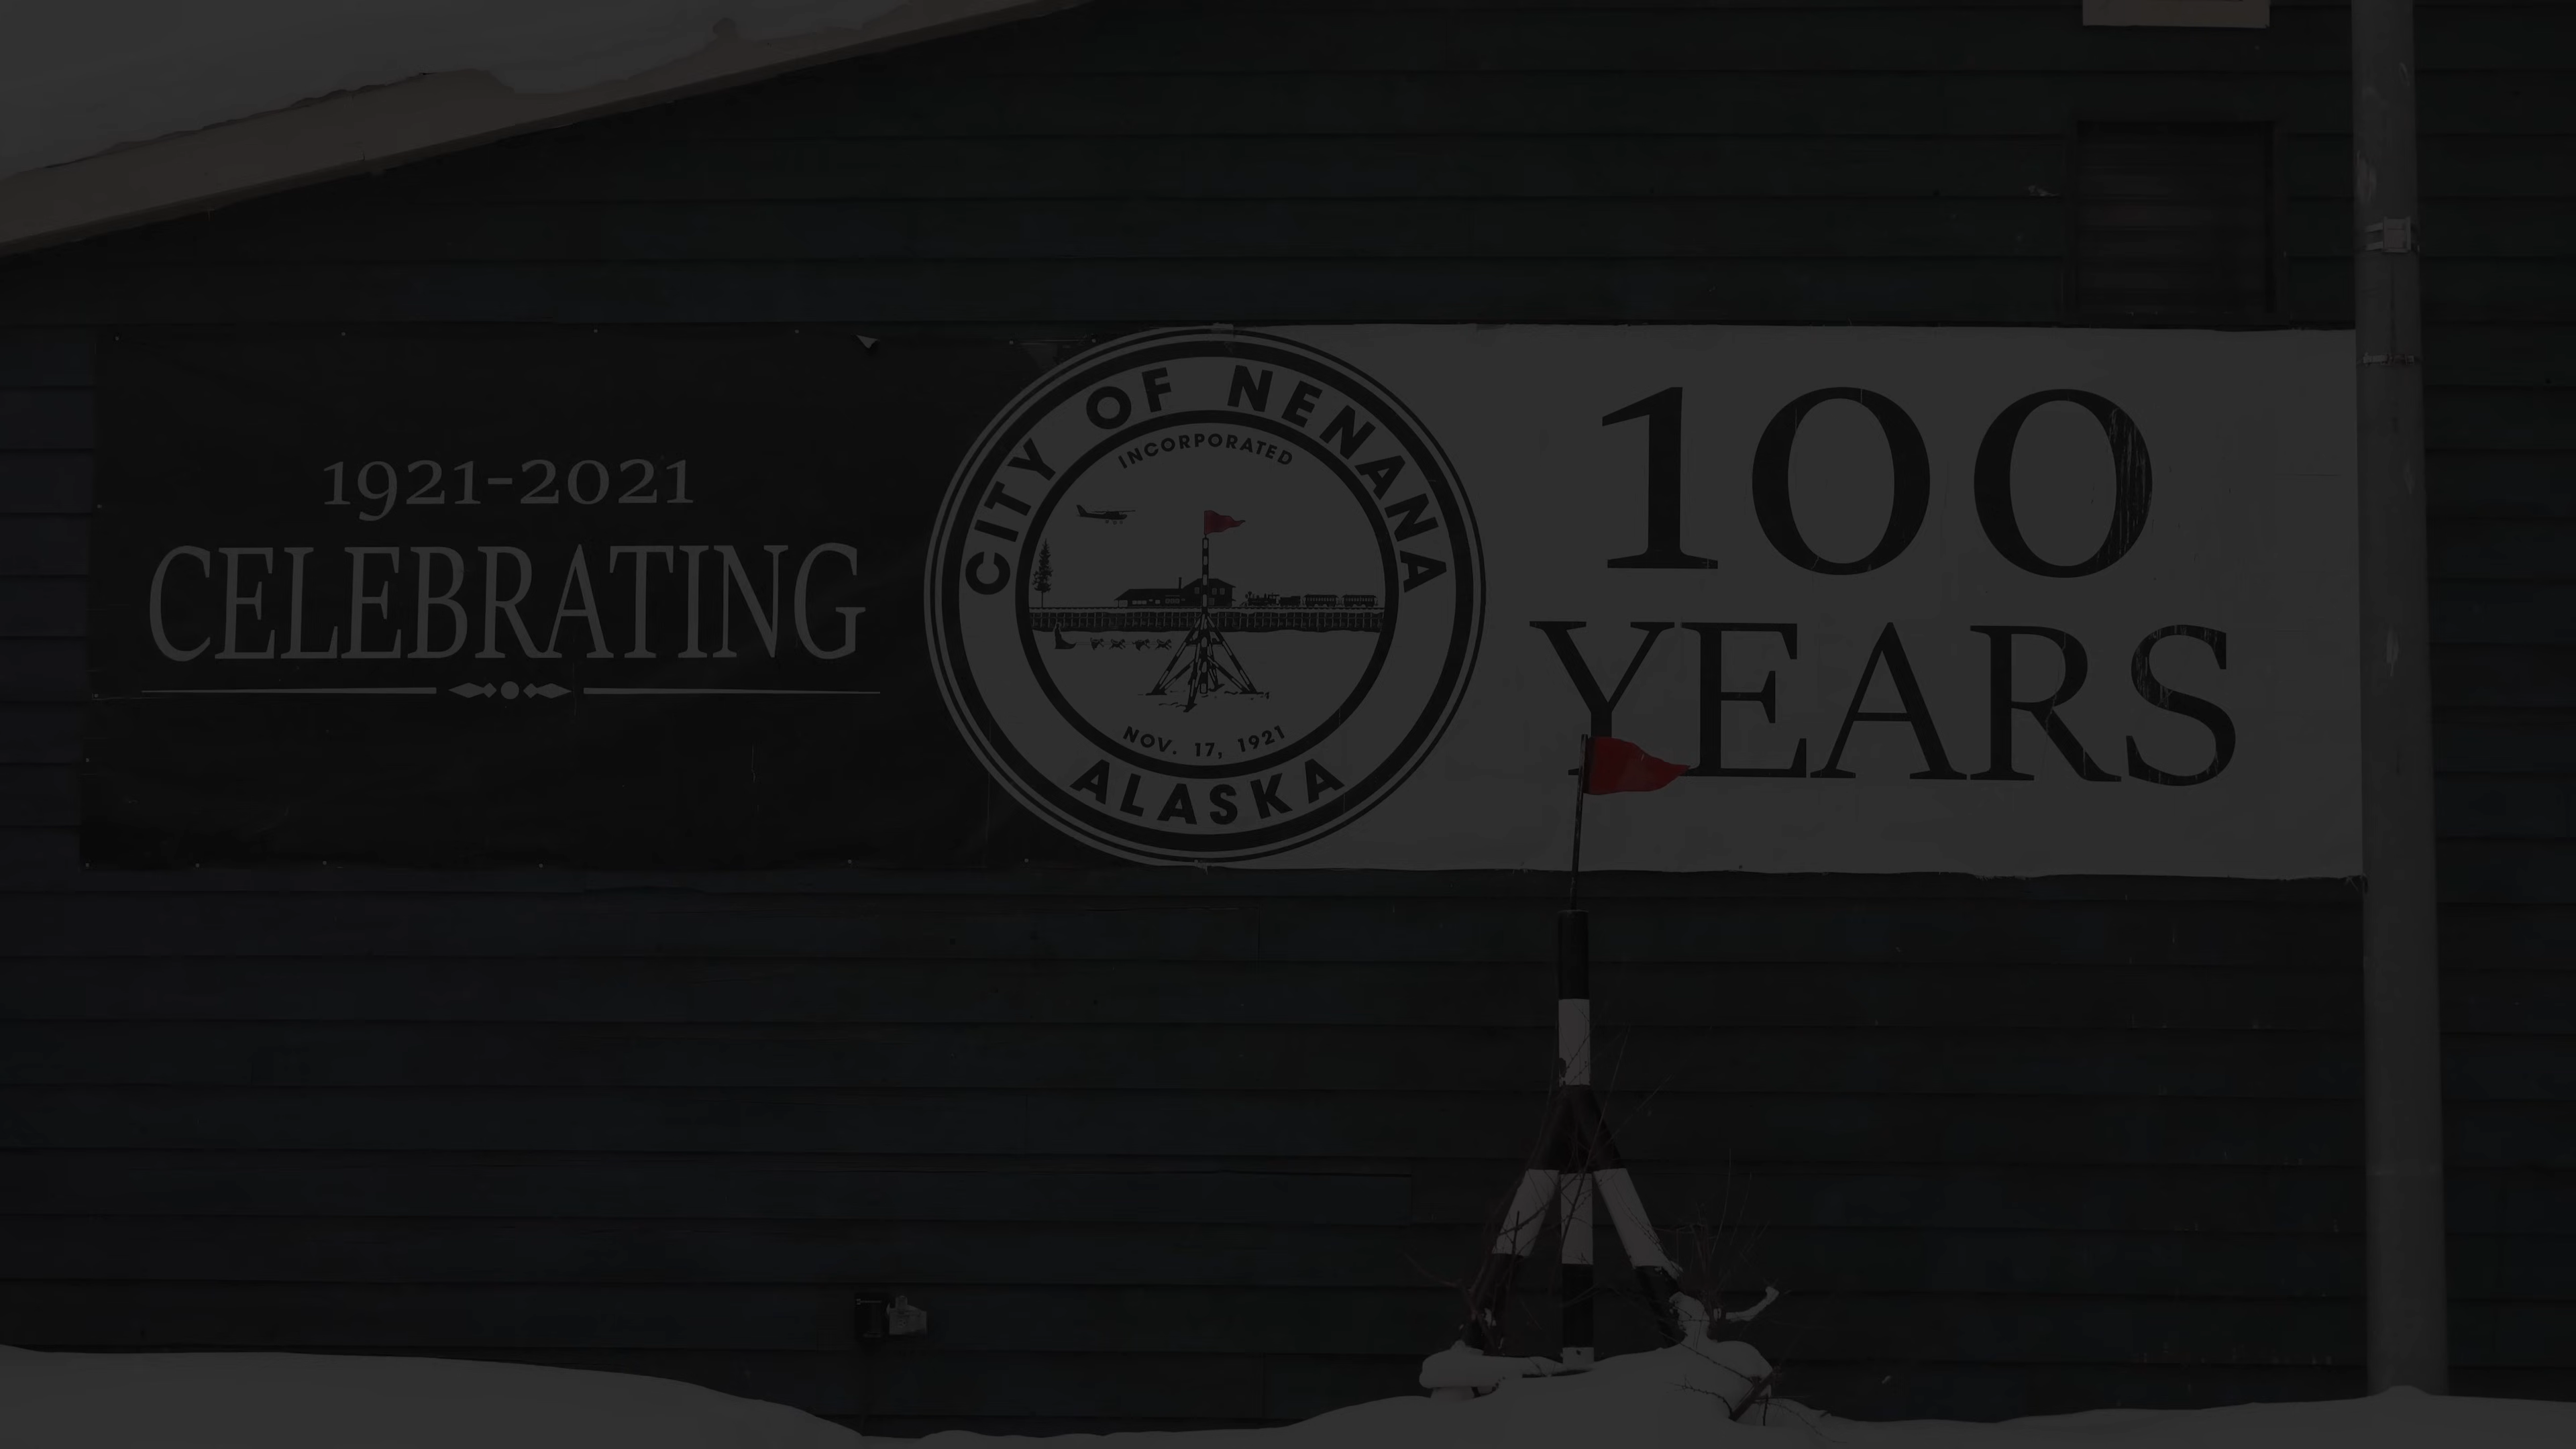 1921-2021
CELEBRATING
CITY OF NENANA
INCORPORATED
NOV. 17, 1921
ALASKA
100
YEARS